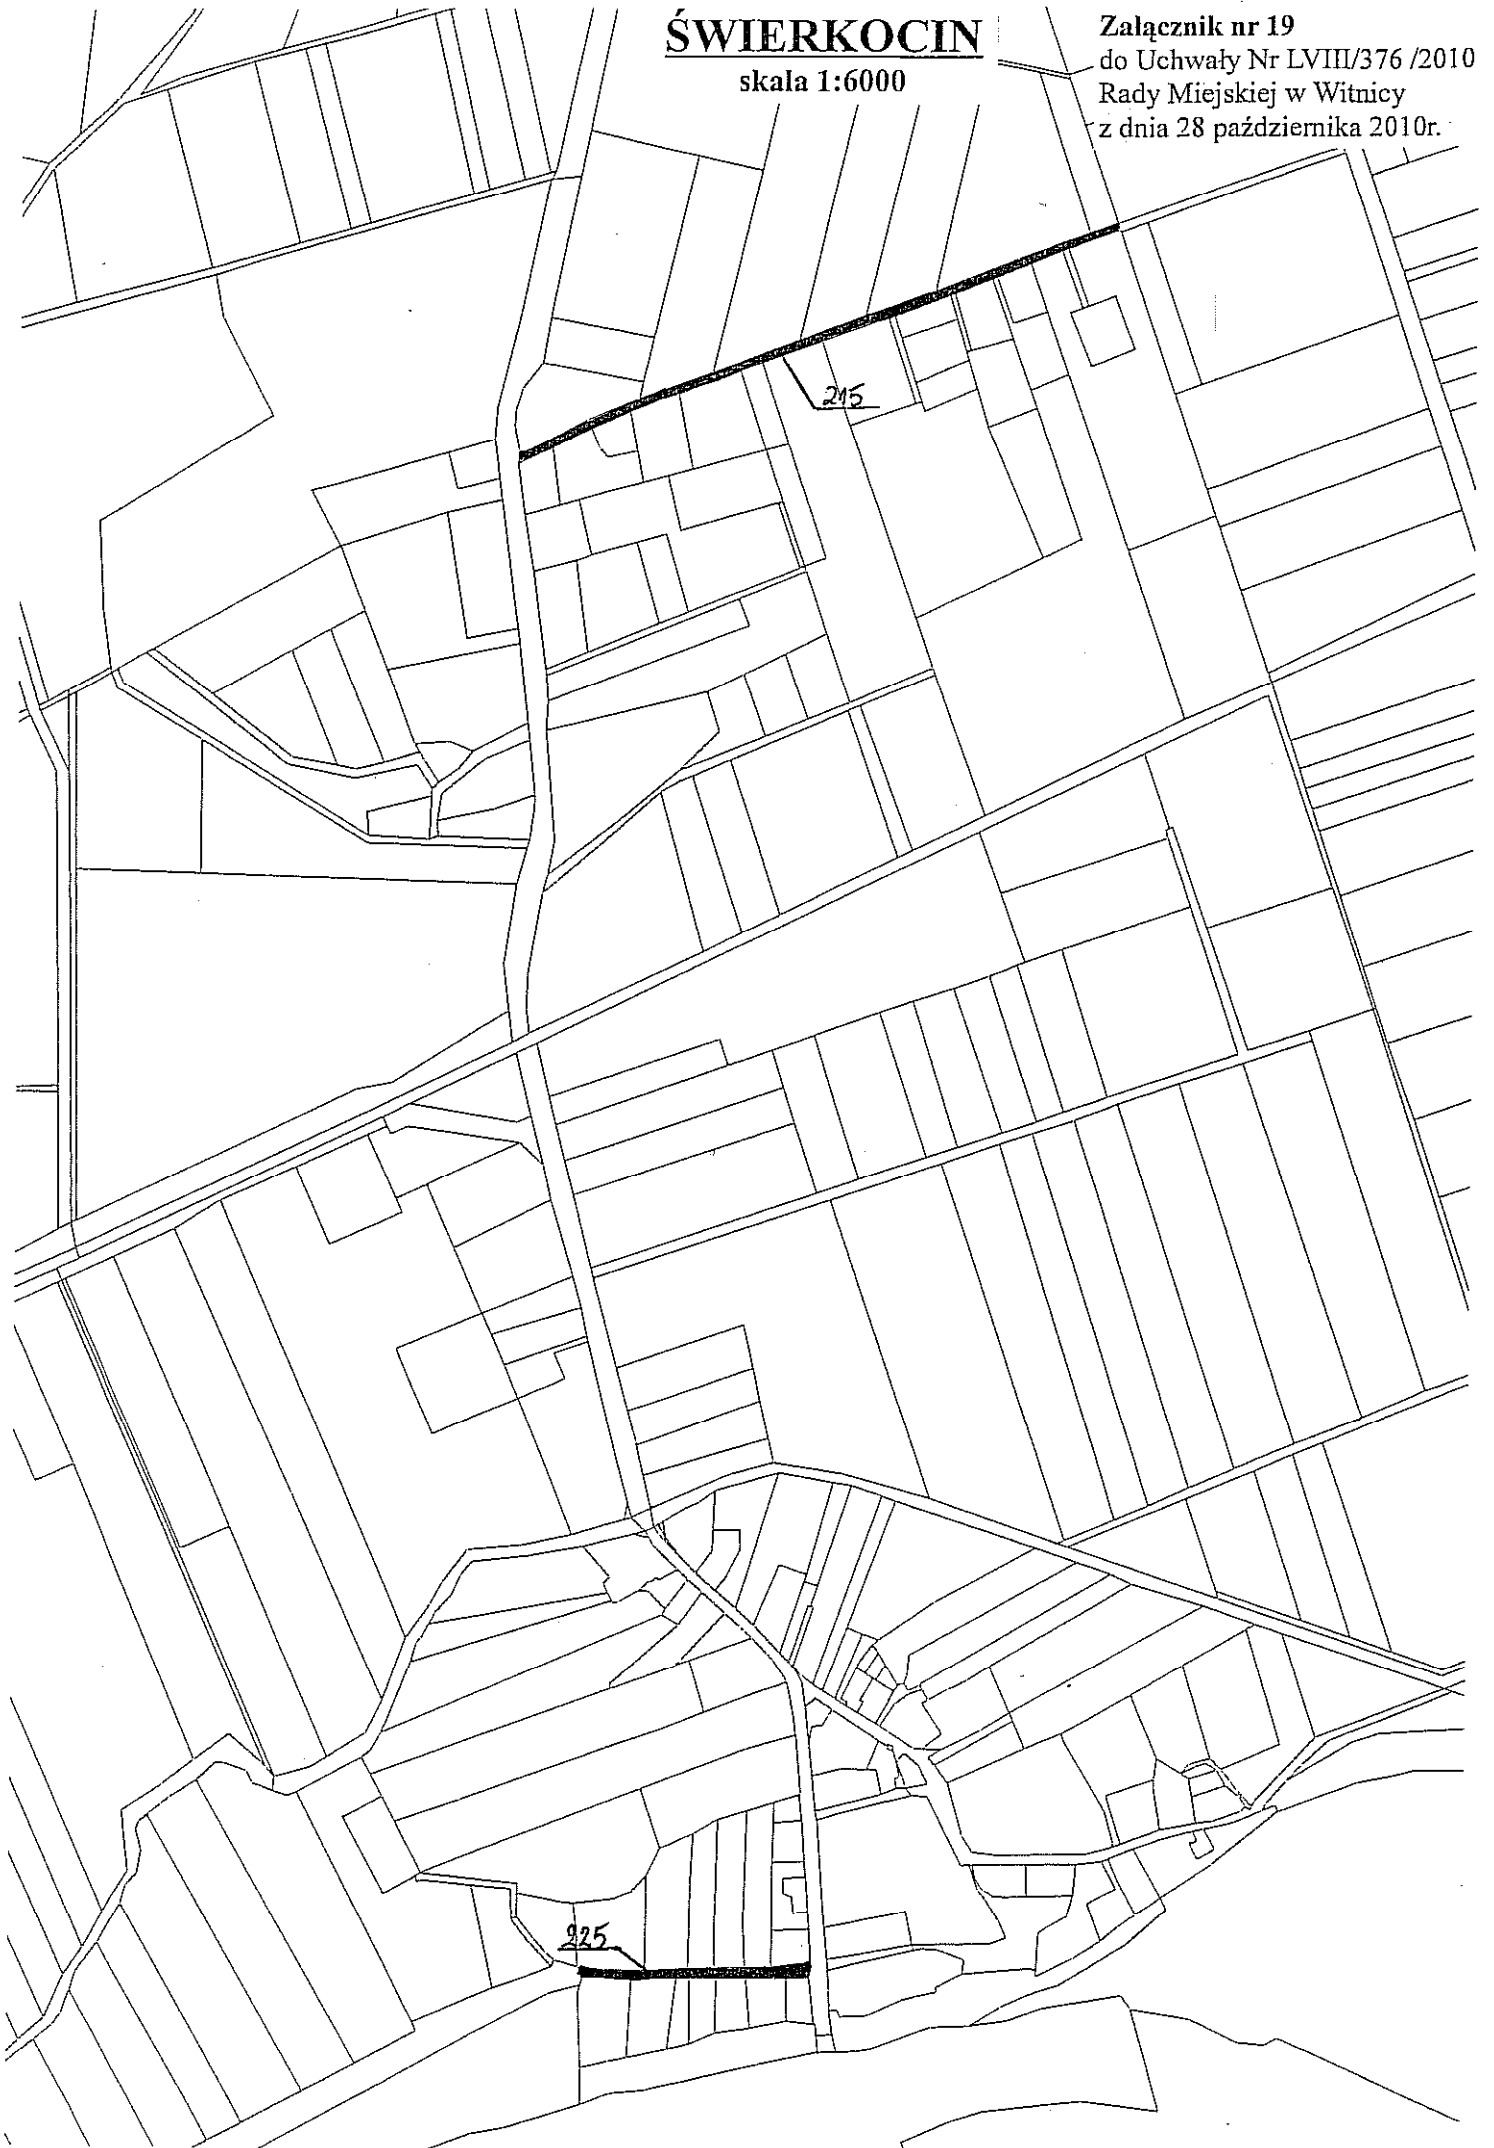 ŚWIERKOCIN
skala 1:6000
Załącznik nr 19
do Uchwały Nr LVIII/376 /2010
Rady Miejskiej w Witnicy
z dnia 28 października 2010r.
215
225